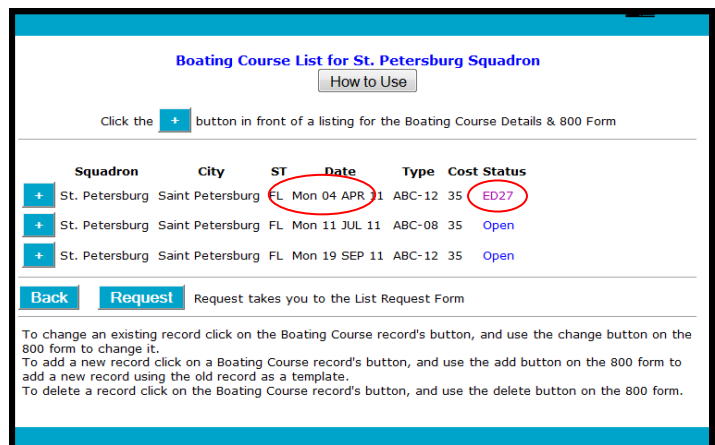 Boating Course List for St. Petersburg Squadron
How to Use
Click the + button in front of a listing for the Boating Course Details & 800 Form
Squadron City ST Date Type Cost Status
+ St. Petersburg Saint Petersburg FL Mon 04 APR 11 ABC-12 35 ED27
+ St. Petersburg Saint Petersburg FL Mon 11 JUL 11 ABC-08 35 Open
+ St. Petersburg Saint Petersburg FL Mon 19 SEP 11 ABC-12 35 Open
Back Request Request takes you to the List Request Form
To change an existing record click on the Boating Course record's button, and use the change button on the
800 form to change it.
To add a new record click on a Boating Course record's button, and use the add button on the 800 form to
add a new record using the old record as a template.
To delete a record click on the Boating Course record's button, and use the delete button on the 800 form.